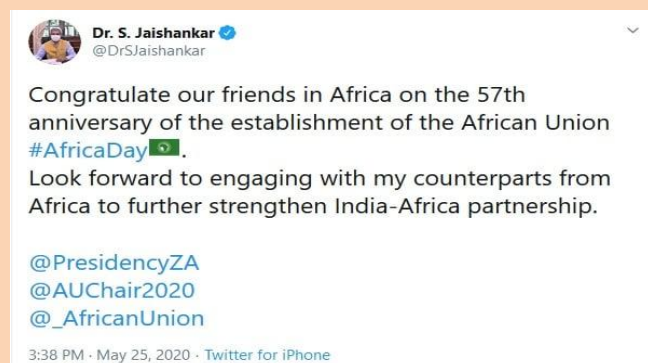 Dr. S. Jaishankar
@DrSJaishankar
Congratulate our friends in Africa on the 57th
anniversary of the establishment of the African Union
#AfricaDay.
Look forward to engaging with my counterparts from
Africa to further strengthen India-Africa partnership.
@PresidencyZA
@AUChair2020
@_AfricanUnion
3:38 PM · May 25, 2020 · Twitter for iPhone